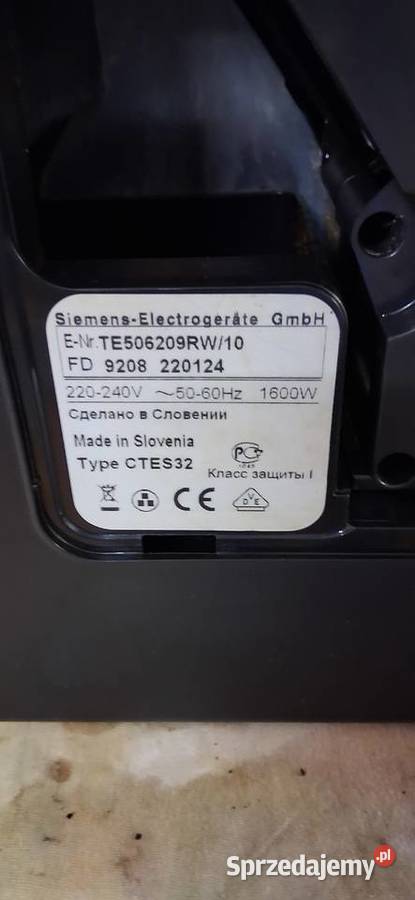 Siemens-Electrogeräte GmbH
E-Nr. TE506209RW/10
FD 9208 220124
220-240V ~50-60Hz 1600W
Сделано в Словении
Made in Slovenia
Type CTES32
Класс защиты I
CE
VDE
Sprzedajemy.pl